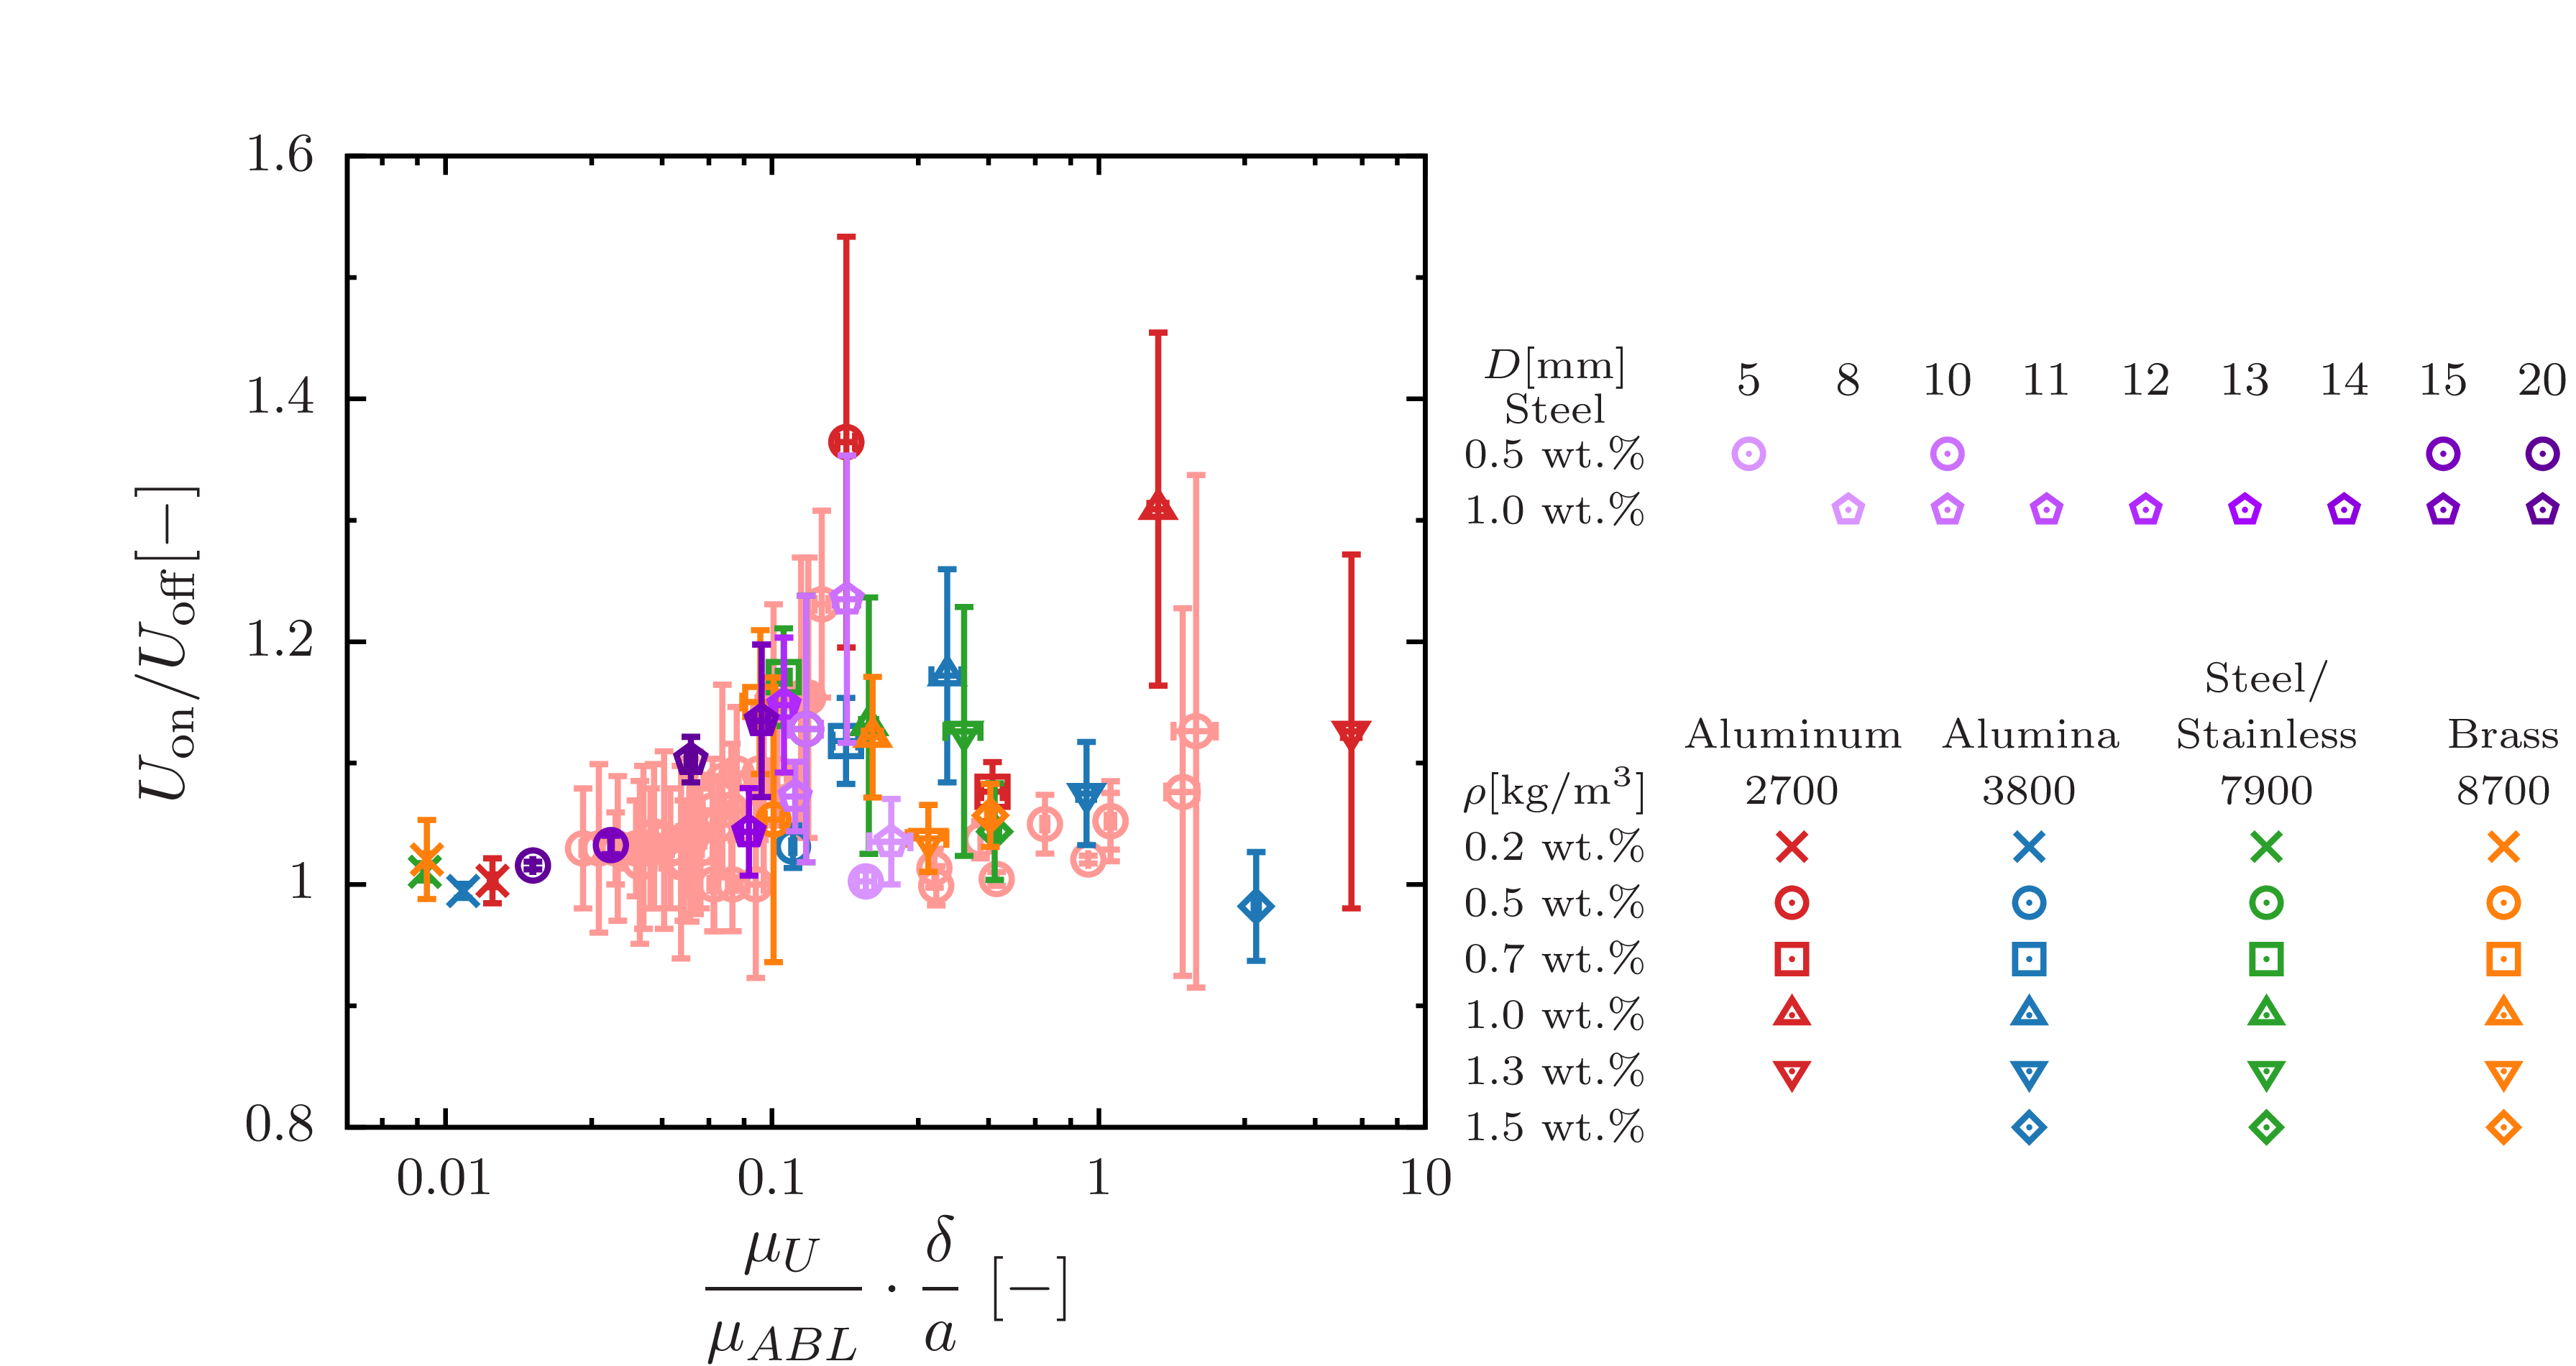 1.6
1.4
1.2
1
0.8
U_on/U_off[−]
0.01 0.1 1 10
μ_U/μ_ABL · δ/a [−]
D[mm] 5 8 10 11 12 13 14 15 20
Steel
0.5 wt.%
1.0 wt.%
Steel/
Aluminum Alumina Stainless Brass
ρ[kg/m³] 2700 3800 7900 8700
0.2 wt.%
0.5 wt.%
0.7 wt.%
1.0 wt.%
1.3 wt.%
1.5 wt.%